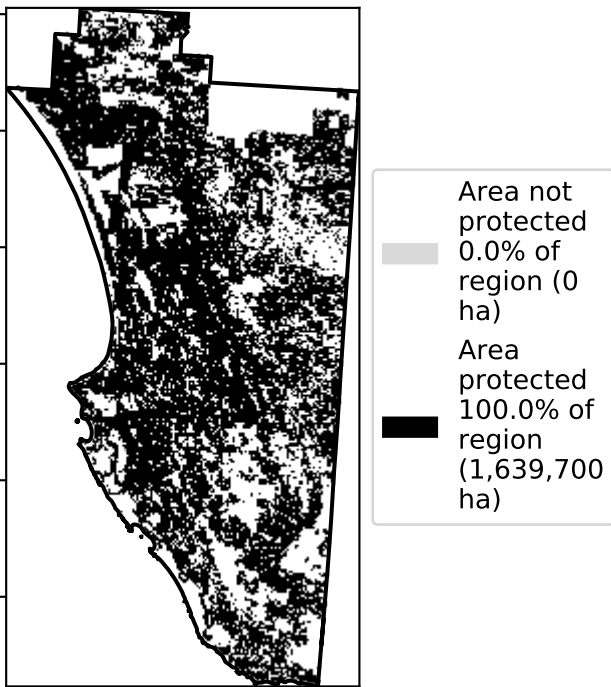 Area not
protected
0.0% of
region (0
ha)
Area
protected
100.0% of
region
(1,639,700
ha)